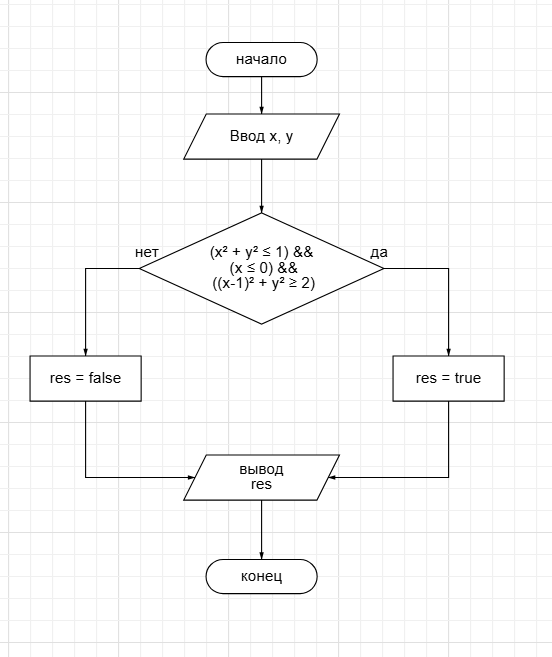 начало
Ввод x, y
нет
да
(x² + y² ≤ 1) &&
(x ≤ 0) &&
((x-1)² + y² ≥ 2)
res = false
res = true
вывод
res
конец